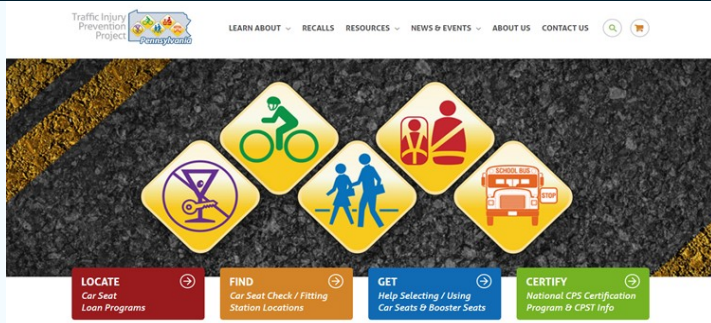 Traffic Injury
Prevention
Project
Pennsylvania
LEARN ABOUT RECALLS RESOURCES NEWS & EVENTS ABOUT US CONTACT US
SCHOOL BUS
STOP
LOCATE
Car Seat
Loan Programs
FIND
Car Seat Check / Fitting
Station Locations
GET
Help Selecting / Using
Car Seats & Booster Seats
CERTIFY
National CPS Certification
Program & CPST Info